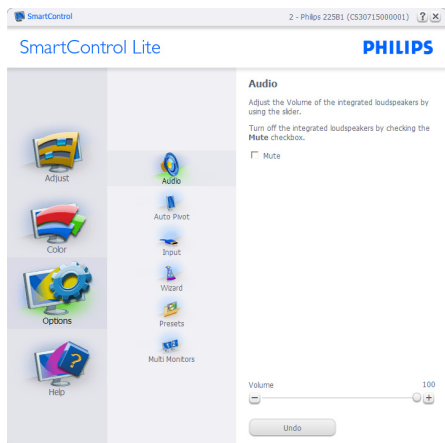 SmartControl
2 - Philips 225B1 (CS30715000001)
? x
SmartControl Lite
PHILIPS
Adjust
Color
Options
Help
Audio
Auto Pivot
Input
Wizard
Presets
Multi Monitors
Audio
Adjust the Volume of the integrated loudspeakers by
using the slider.
Turn off the integrated loudspeakers by checking the
Mute checkbox.
Mute
Volume 100
Undo